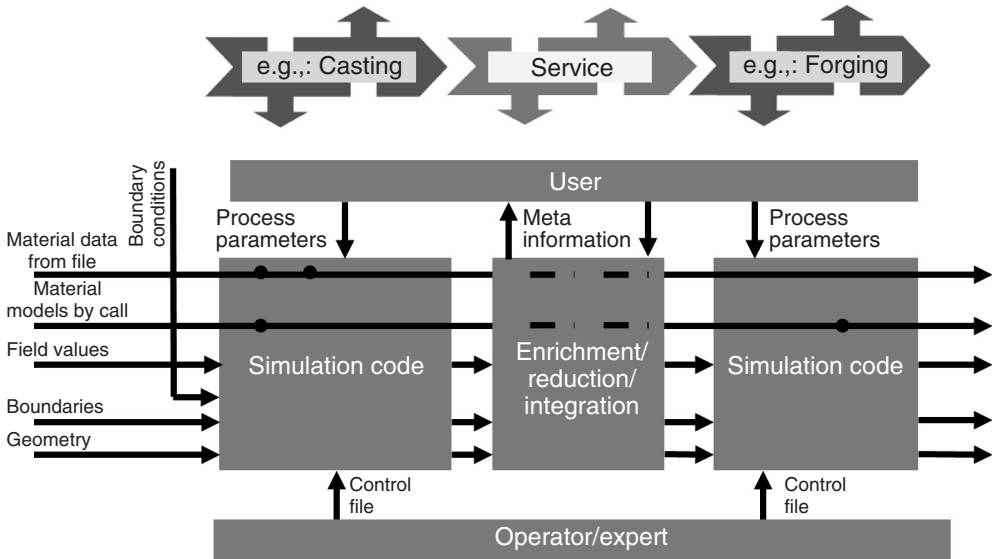 e.g.,: Casting
Service
e.g.,: Forging
Boundary
conditions
User
Process
parameters
Meta
information
Process
parameters
Material data
from file
Material
models by call
Field values
Boundaries
Geometry
Simulation code
Enrichment/
reduction/
integration
Simulation code
Control
file
Control
file
Operator/expert